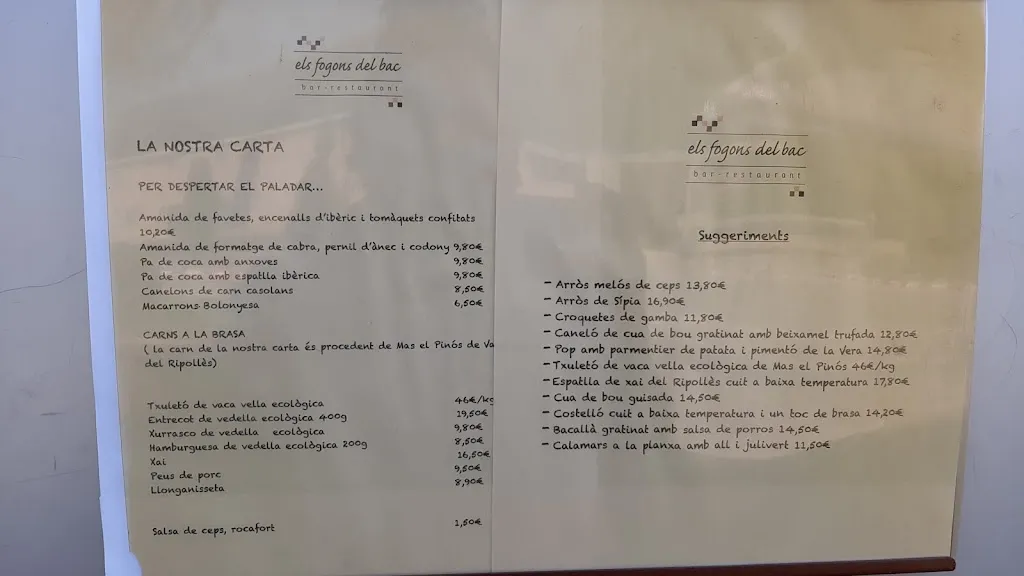 els fogons del bac
bar-restaurant
LA NOSTRA CARTA
PER DESPERTAR EL PALADAR...
Amanida de favetes, encenalls d'ibèric i tomàquets confitats
10,20€
Amanida de formatge de cabra, pernil d'ànec i codony 9,80€
Pa de coca amb anxoves 9,80€
Pa de coca amb espatlla ibèrica 9,80€
Canelons de carn casolans 8,50€
Macarrons Bolonyesa 6,50€
CARNS A LA BRASA
( la carn de la nostra carta és procedent de Mas el Pinós de Va
del Ripollès)
Txuletó de vaca vella ecològica 46€/kg
Entrecot de vedella ecològica 400g 19,50€
Xurrasco de vedella ecològica 9,80€
Hamburguesa de vedella ecològica 200g 8,50€
Xai 16,50€
Peus de porc 9,50€
Llonganisseta 8,90€
Salsa de ceps, rocafort 1,50€
els fogons del bac
bar-restaurant
Suggeriments
- Arròs melós de ceps 13,80€
- Arròs de Sípia 16,90€
- Croquetes de gamba 11,80€
- Caneló de cua de bou gratinat amb beixamel trufada 12,80€
- Pop amb parmentier de patata i pimentó de la Vera 14,80€
- Txuletó de vaca vella ecològica de Mas el Pinós 46€/kg
- Espatlla de xai del Ripollès cuit a baixa temperatura 17,80€
- Cua de bou guisada 14,50€
- Costelló cuit a baixa temperatura i un toc de brasa 14,20€
- Bacallà gratinat amb salsa de porros 14,50€
- Calamars a la planxa amb all i julivert 11,50€